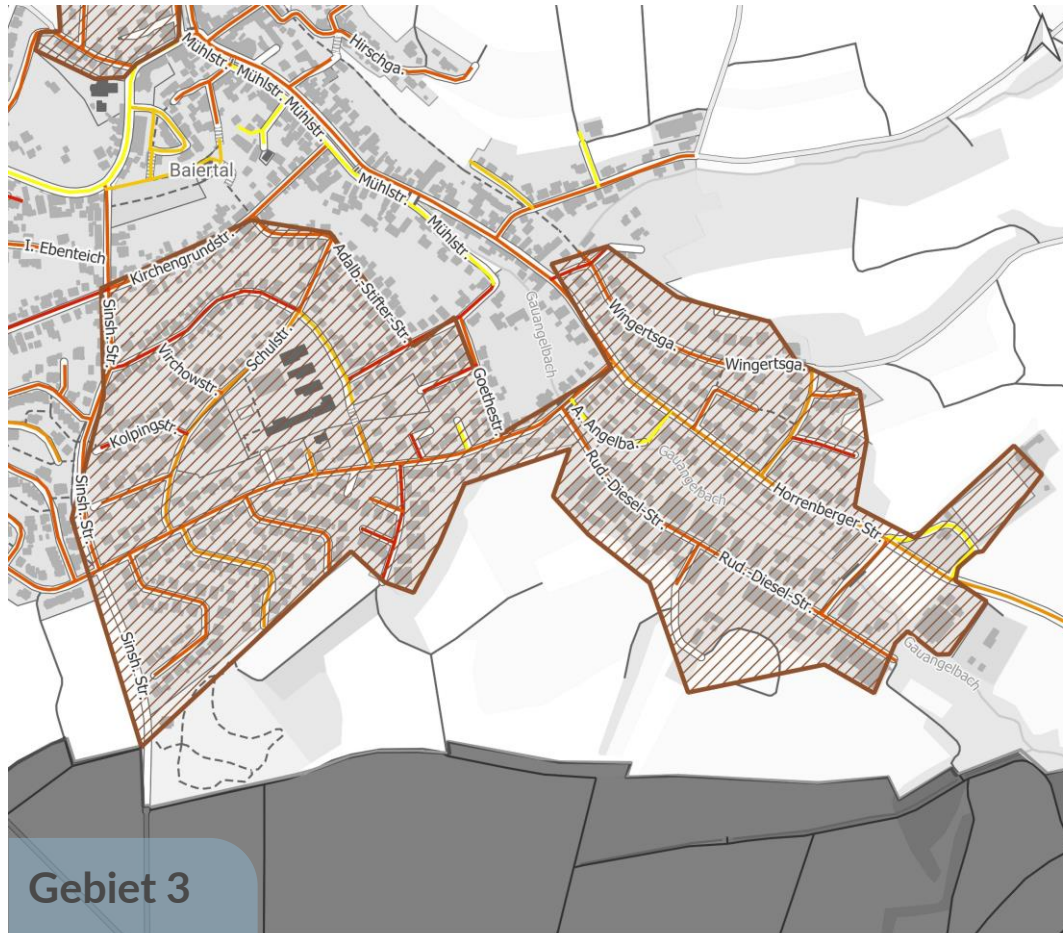 Hirschga.
Mühlstr.
Mühlstr.
Mühlstr.
Baiertal
Mühlstr.
Mühlstr.
I. Ebenteich
Kirchengrundstr.
Adalb.-Stifter-Str.
Sinsh. Str.
Gauangelbach
Wingertsga.
Wingertsga.
Schulstr.
Virchowstr.
Goethestr.
Kolpingstr.
A. Angelba.
Gauangelbach
Rud.-Diesel-Str.
Horrenberger Str.
Sinsh.-Str.
Rud.-Diesel-Str.
Sinsh. Str.
Gauangelbach
Gebiet 3